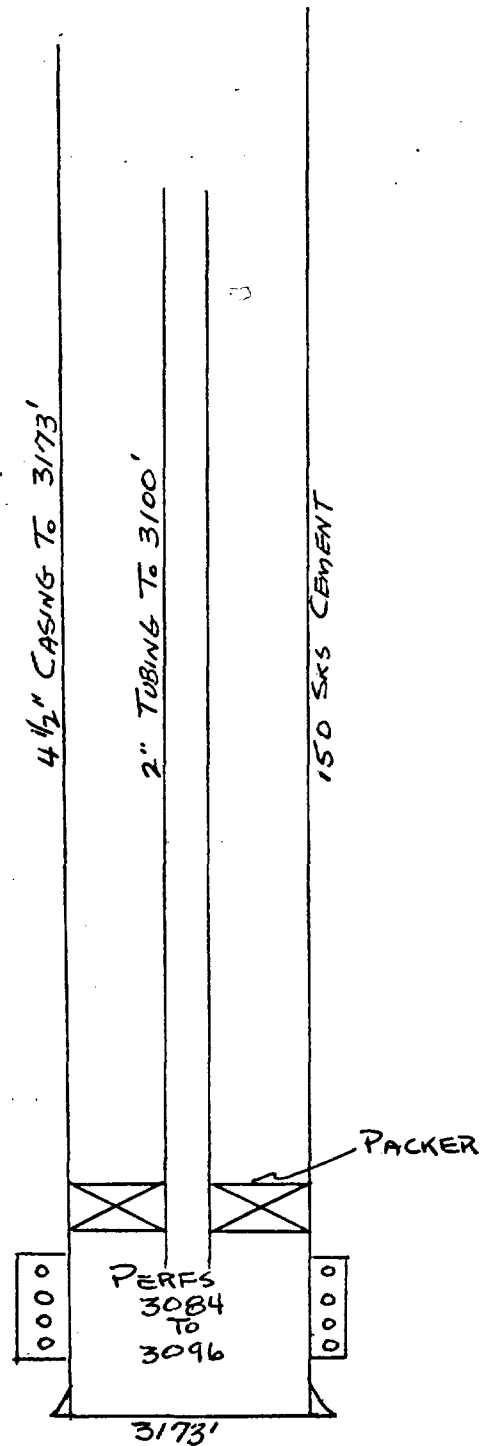 4 1/2" CASING TO 3173'
2" TUBING TO 3100'
150 SKS CEMENT
PACKER
PERFS
3084
TO
3096
3173'